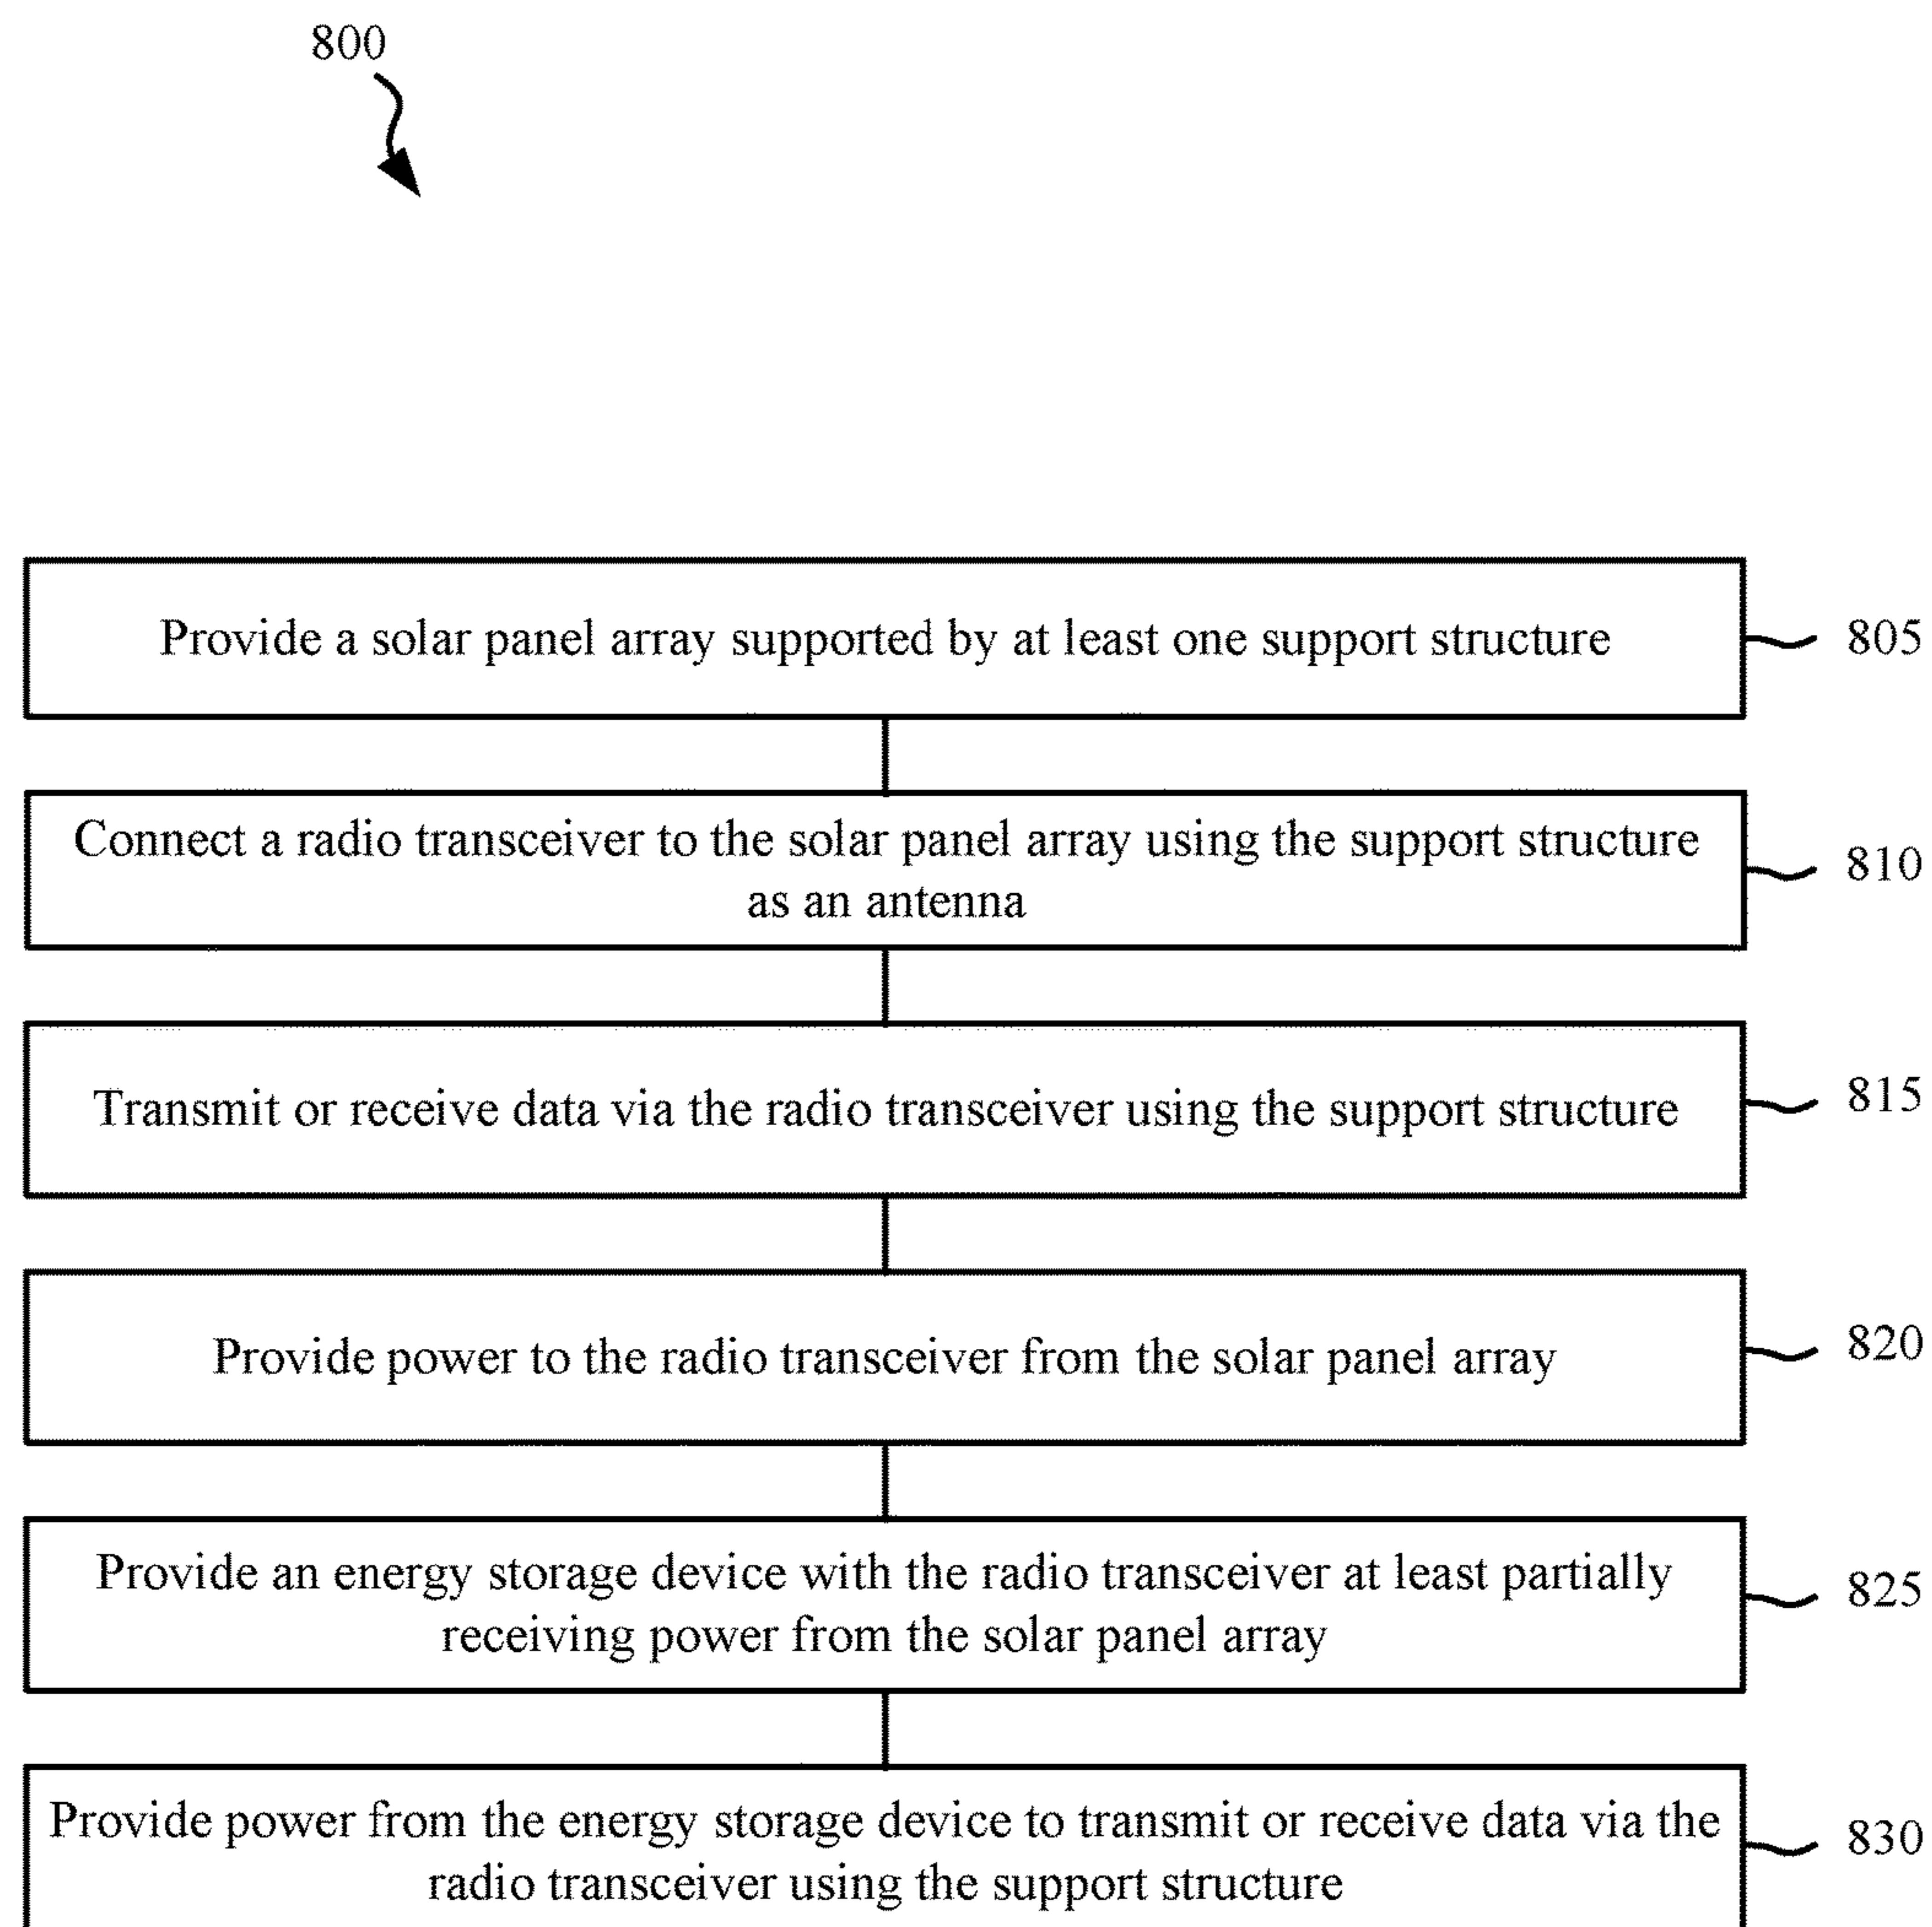 800
Provide a solar panel array supported by at least one support structure
805
Connect a radio transceiver to the solar panel array using the support structure
as an antenna
810
Transmit or receive data via the radio transceiver using the support structure
815
Provide power to the radio transceiver from the solar panel array
820
Provide an energy storage device with the radio transceiver at least partially
receiving power from the solar panel array
825
Provide power from the energy storage device to transmit or receive data via the
radio transceiver using the support structure
830